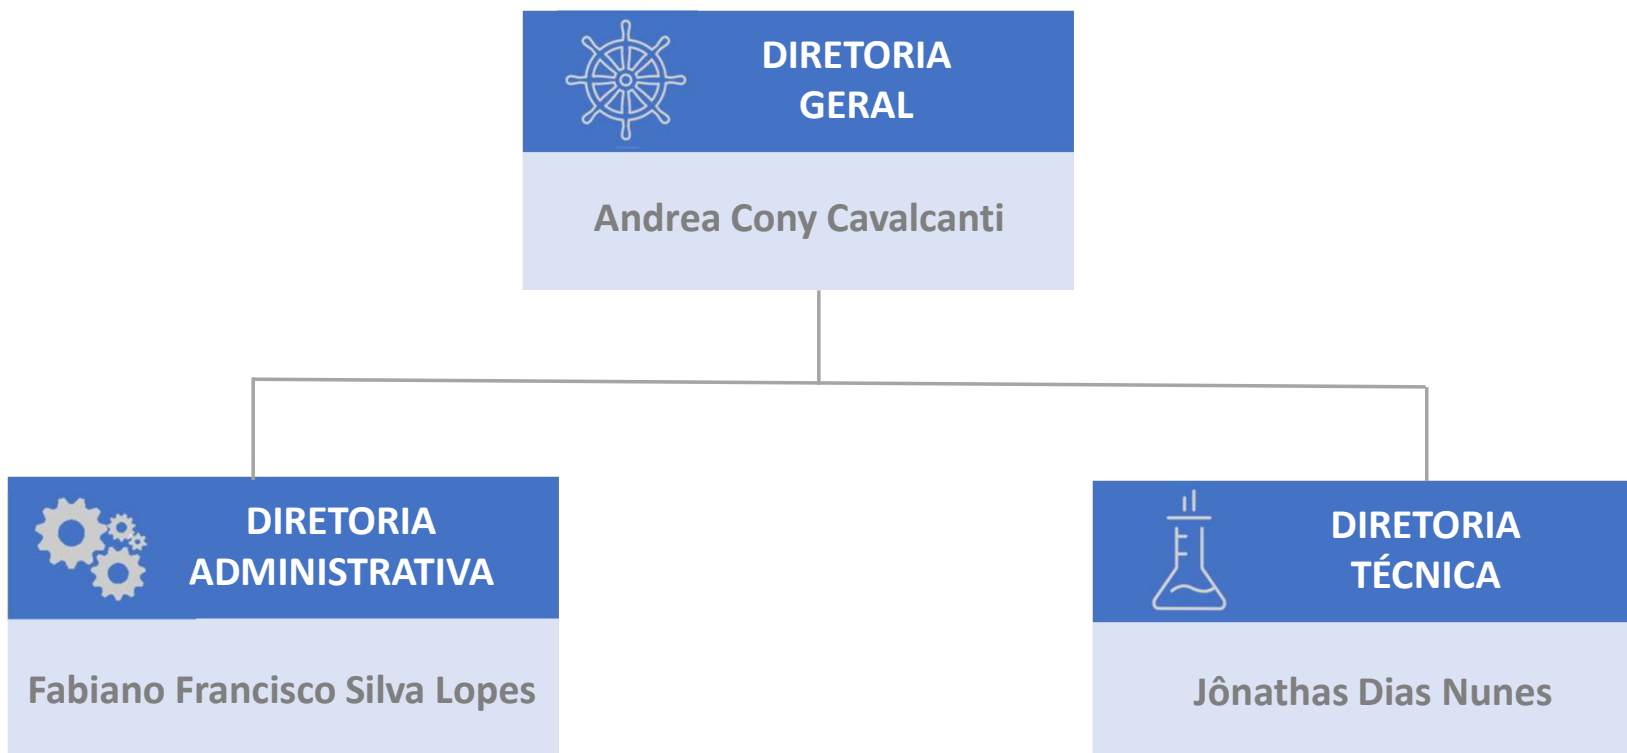 DIRETORIA
GERAL
Andrea Cony Cavalcanti
DIRETORIA
ADMINISTRATIVA
Fabiano Francisco Silva Lopes
DIRETORIA
TÉCNICA
Jônathas Dias Nunes